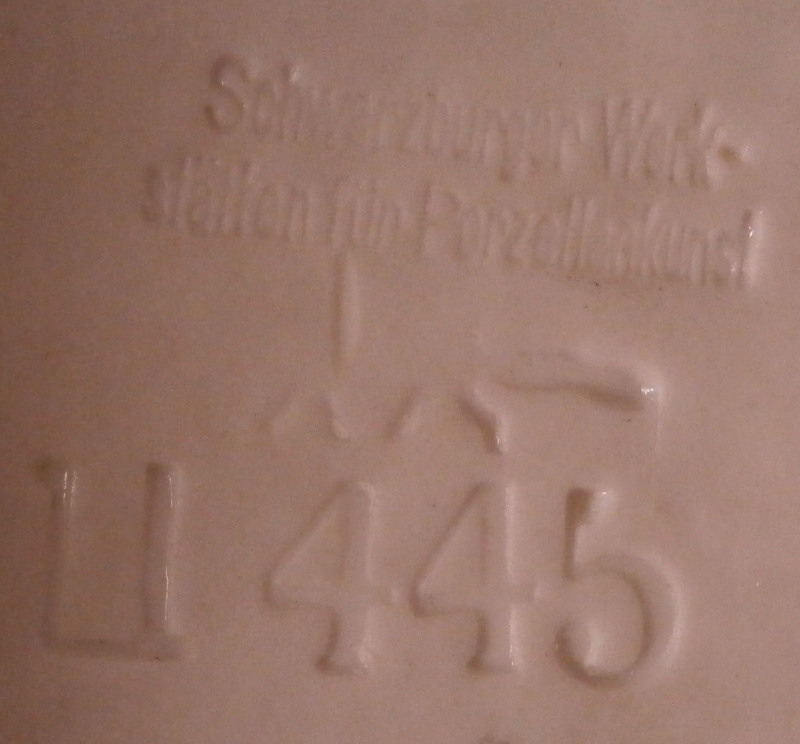 Schwarzburger Werk-
stätten für Porzellankunst
U 445